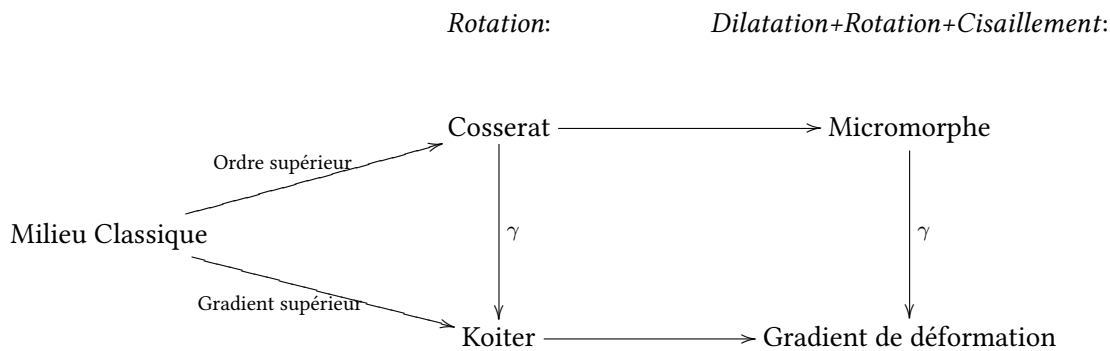 Rotation: Dilatation+Rotation+Cisaillement:
Cosserat Micromorphe
Ordre supérieur
Milieu Classique γ γ
Gradient supérieur
Koiter Gradient de déformation